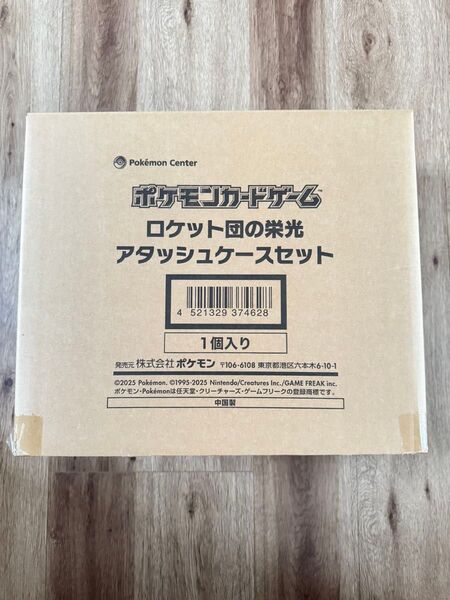 Pokémon Center
ポケモンカードゲーム™
ロケット団の栄光
アタッシュケースセット
4 521329 374628
1個入り
発売元 株式会社ポケモン 〒106-6108 東京都港区六本木6-10-1
©2025 Pokémon. ©1995-2025 Nintendo/Creatures Inc./GAME FREAK inc.
ポケモン・Pokémonは任天堂・クリーチャーズ・ゲームフリークの登録商標です。
中国製